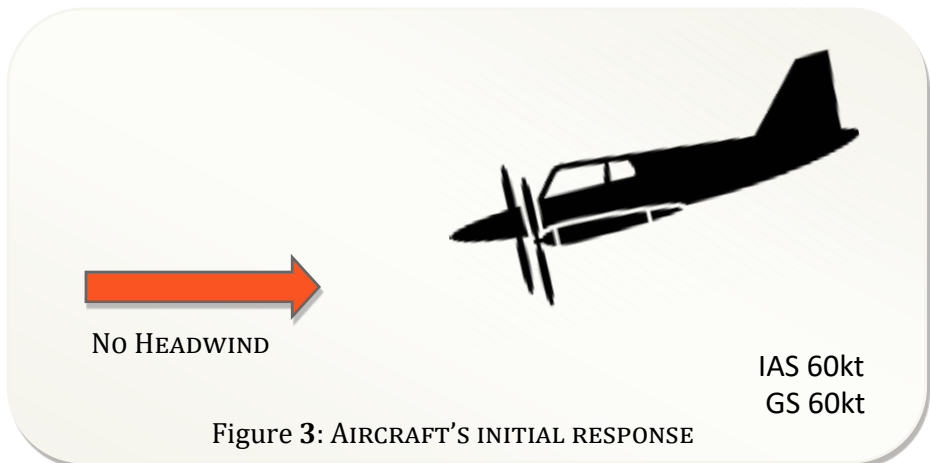 No Headwind
IAS 60kt
GS 60kt
Figure 3: Aircraft’s initial response